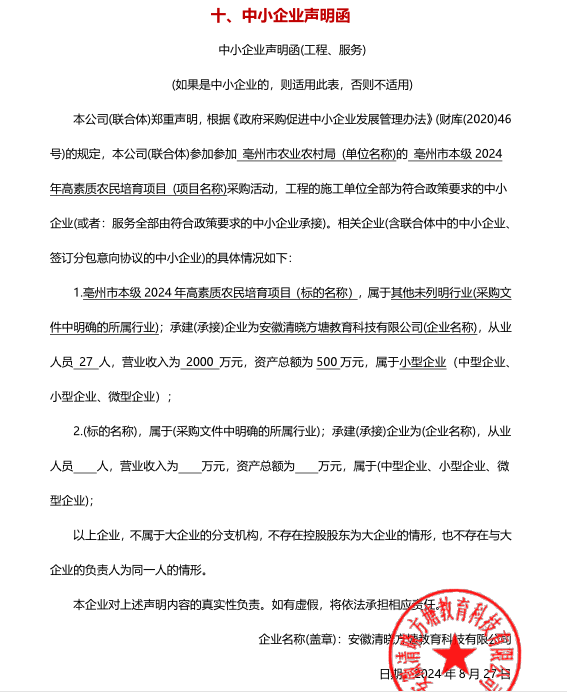 十、中小企业声明函
中小企业声明函(工程、服务)
(如果是中小企业的，则适用此表，否则不适用)
本公司(联合体)郑重声明，根据《政府采购促进中小企业发展管理办法》(财库(2020)46
号)的规定，本公司(联合体)参加参加 亳州市农业农村局 (单位名称)的 亳州市本级 2024
年高素质农民培育项目 (项目名称)采购活动，工程的施工单位全部为符合政策要求的中小
企业(或者：服务全部由符合政策要求的中小企业承接)。相关企业(含联合体中的中小企业、
签订分包意向协议的中小企业)的具体情况如下：
1.亳州市本级 2024 年高素质农民培育项目（标的名称），属于其他未列明行业(采购文
件中明确的所属行业)；承建(承接)企业为安徽清晓方塘教育科技有限公司(企业名称)，从业
人员 27 人，营业收入为 2000 万元，资产总额为 500 万元，属于小型企业（中型企业、
小型企业、微型企业）；
2.(标的名称)，属于(采购文件中明确的所属行业)；承建(承接)企业为(企业名称)，从业
人员____人，营业收入为____万元，资产总额为____万元，属于(中型企业、小型企业、微
型企业)；
以上企业，不属于大企业的分支机构，不存在控股股东为大企业的情形，也不存在与大
企业的负责人为同一人的情形。
本企业对上述声明内容的真实性负责。如有虚假，将依法承担相应责任。
企业名称(盖章)：安徽清晓方塘教育科技有限公司
日期：2024 年 8 月 27 日
安徽清晓方塘教育科技有限公司